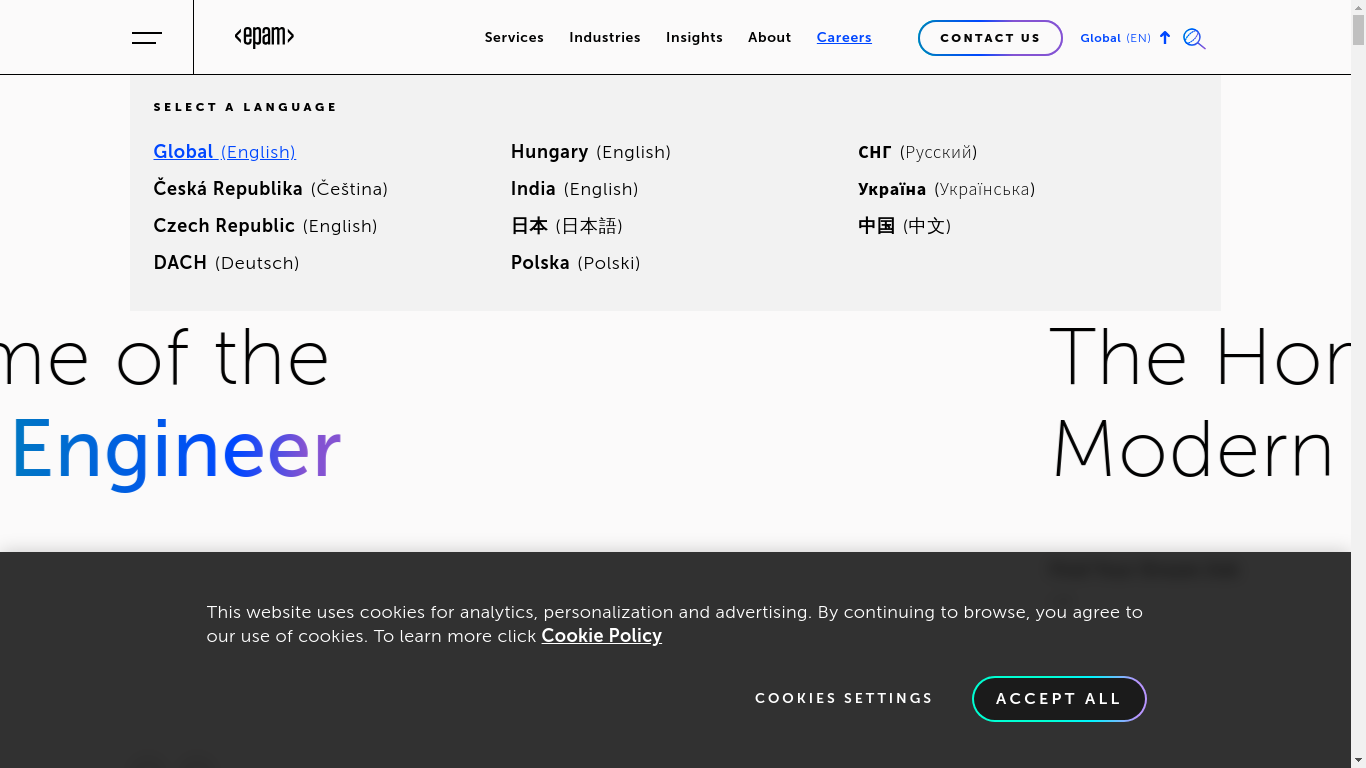 <epam>
Services Industries Insights About Careers CONTACT US Global (EN)
SELECT A LANGUAGE
Global (English)
Česká Republika (Čeština)
Czech Republic (English)
DACH (Deutsch)
Hungary (English)
India (English)
日本 (日本語)
Polska (Polski)
СНГ (Русский)
Україна (Українська)
中国 (中文)
me of the
Engineer
The Hor
Modern
This website uses cookies for analytics, personalization and advertising. By continuing to browse, you agree to
our use of cookies. To learn more click Cookie Policy
COOKIES SETTINGS
ACCEPT ALL